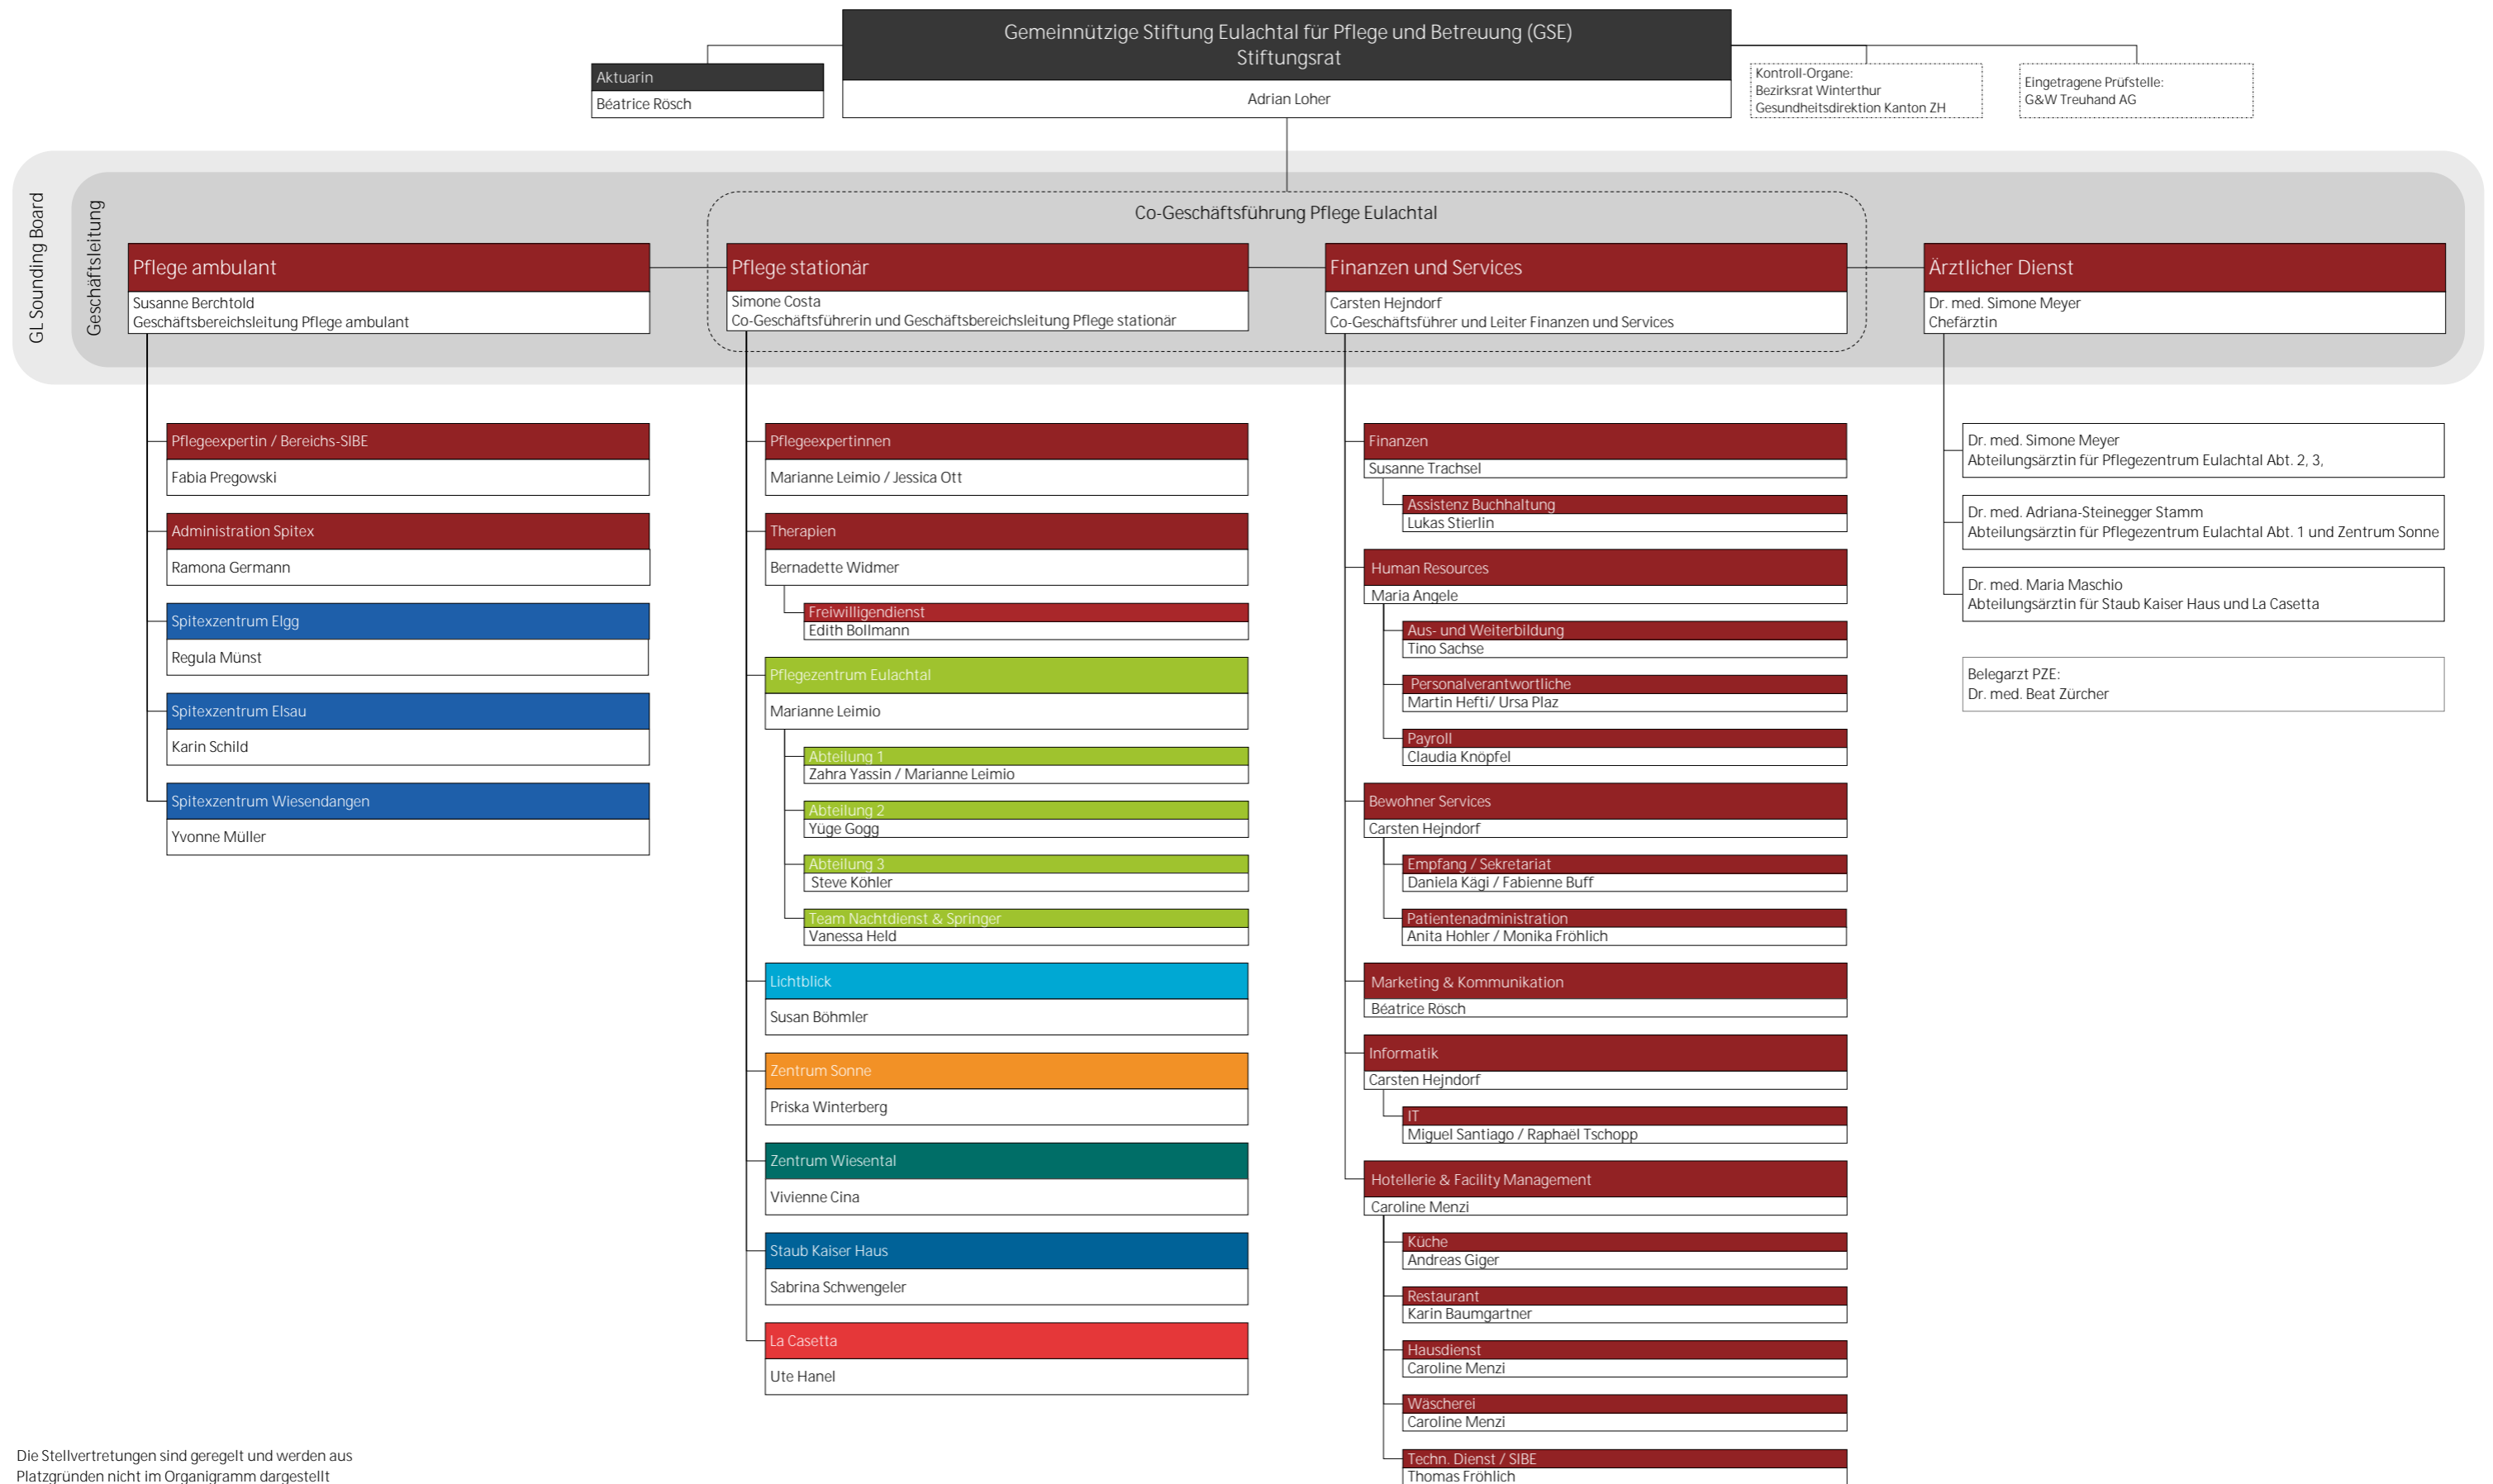 Gemeinnützige Stiftung Eulachtal für Pflege und Betreuung (GSE)
Stiftungsrat
Adrian Loher
Aktuarin
Béatrice Rösch
Kontroll-Organe:
Bezirksrat Winterthur
Gesundheitsdirektion Kanton ZH
Eingetragene Prüfstelle:
G&W Treuhand AG
GL Sounding Board
Geschäftsleitung
Co-Geschäftsführung Pflege Eulachtal
Pflege ambulant
Susanne Berchtold
Geschäftsbereichsleitung Pflege ambulant
Pflege stationär
Simone Costa
Co-Geschäftsführerin und Geschäftsbereichsleitung Pflege stationär
Finanzen und Services
Carsten Hejndorf
Co-Geschäftsführer und Leiter Finanzen und Services
Ärztlicher Dienst
Dr. med. Simone Meyer
Chefärztin
Pflegeexpertin / Bereichs-SIBE
Fabia Pregowski
Administration Spitex
Ramona Germann
Spitexzentrum Elgg
Regula Münst
Spitexzentrum Elsau
Karin Schild
Spitexzentrum Wiesendangen
Yvonne Müller
Pflegeexpertinnen
Marianne Leimio / Jessica Ott
Therapien
Bernadette Widmer
Freiwilligendienst
Edith Bollmann
Pflegezentrum Eulachtal
Marianne Leimio
Abteilung 1
Zahra Yassin / Marianne Leimio
Abteilung 2
Yüge Gogg
Abteilung 3
Steve Köhler
Team Nachtdienst & Springer
Vanessa Held
Lichtblick
Susan Böhmler
Zentrum Sonne
Priska Winterberg
Zentrum Wiesental
Vivienne Cina
Staub Kaiser Haus
Sabrina Schwengeler
La Casetta
Ute Hanel
Finanzen
Susanne Trachsel
Assistenz Buchhaltung
Lukas Stierlin
Human Resources
Maria Angele
Aus- und Weiterbildung
Tino Sachse
Personalverantwortliche
Martin Hefti/ Ursa Plaz
Payroll
Claudia Knöpfel
Bewohner Services
Carsten Hejndorf
Empfang / Sekretariat
Daniela Kägi / Fabienne Buff
Patientenadministration
Anita Hohler / Monika Fröhlich
Marketing & Kommunikation
Béatrice Rösch
Informatik
Carsten Hejndorf
IT
Miguel Santiago / Raphaël Tschopp
Hotellerie & Facility Management
Caroline Menzi
Küche
Andreas Giger
Restaurant
Karin Baumgartner
Hausdienst
Caroline Menzi
Wäscherei
Caroline Menzi
Techn. Dienst / SIBE
Thomas Fröhlich
Dr. med. Simone Meyer
Abteilungsärztin für Pflegezentrum Eulachtal Abt. 2, 3,
Dr. med. Adriana-Steinegger Stamm
Abteilungsärztin für Pflegezentrum Eulachtal Abt. 1 und Zentrum Sonne
Dr. med. Maria Maschio
Abteilungsärztin für Staub Kaiser Haus und La Casetta
Belegarzt PZE:
Dr. med. Beat Zürcher
Die Stellvertretungen sind geregelt und werden aus
Platzgründen nicht im Organigramm dargestellt